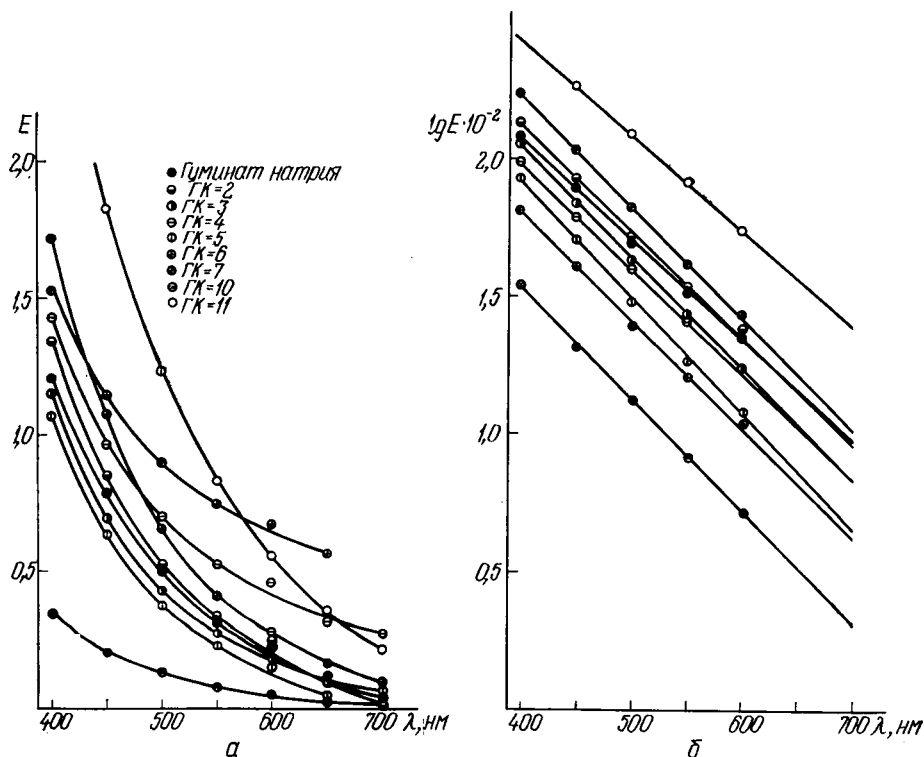 E
2,0
1,5
1,0
0,5
400
500
600
700 λ, нм
а
Гуминат натрия
ГК=2
ГК=3
ГК=4
ГК=5
ГК=6
ГК=7
ГК=10
ГК=11
lgE·10⁻²
2,0
1,5
1,0
0,5
400
500
600
700 λ, нм
б